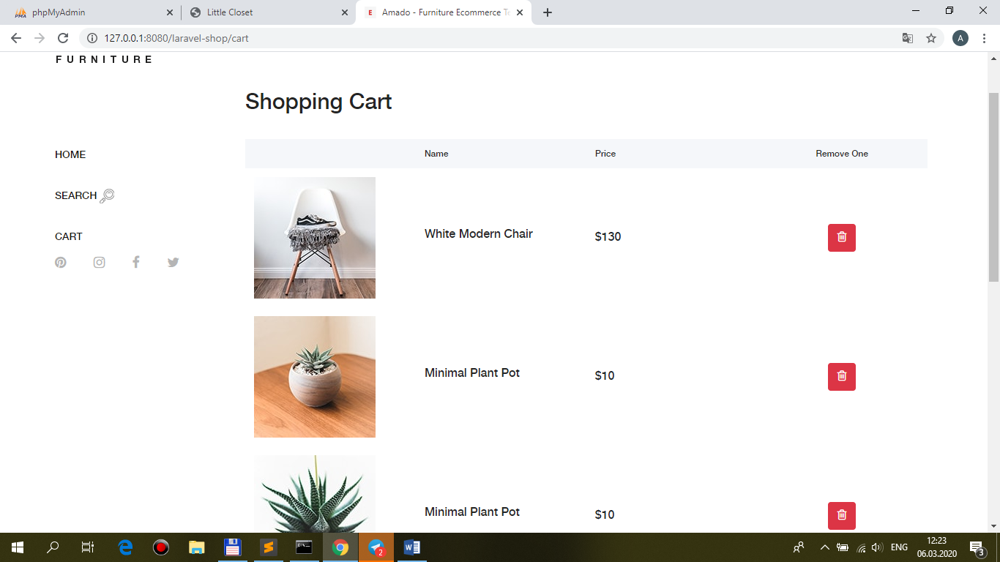 phpMyAdmin
Little Closet
Amado - Furniture Ecommerce Te
127.0.0.1:8080/laravel-shop/cart
A
FURNITURE
Shopping Cart
Name Price Remove One
HOME
SEARCH
CART
White Modern Chair $130
Minimal Plant Pot $10
Minimal Plant Pot $10
2
W
ENG
12:23
06.03.2020
3